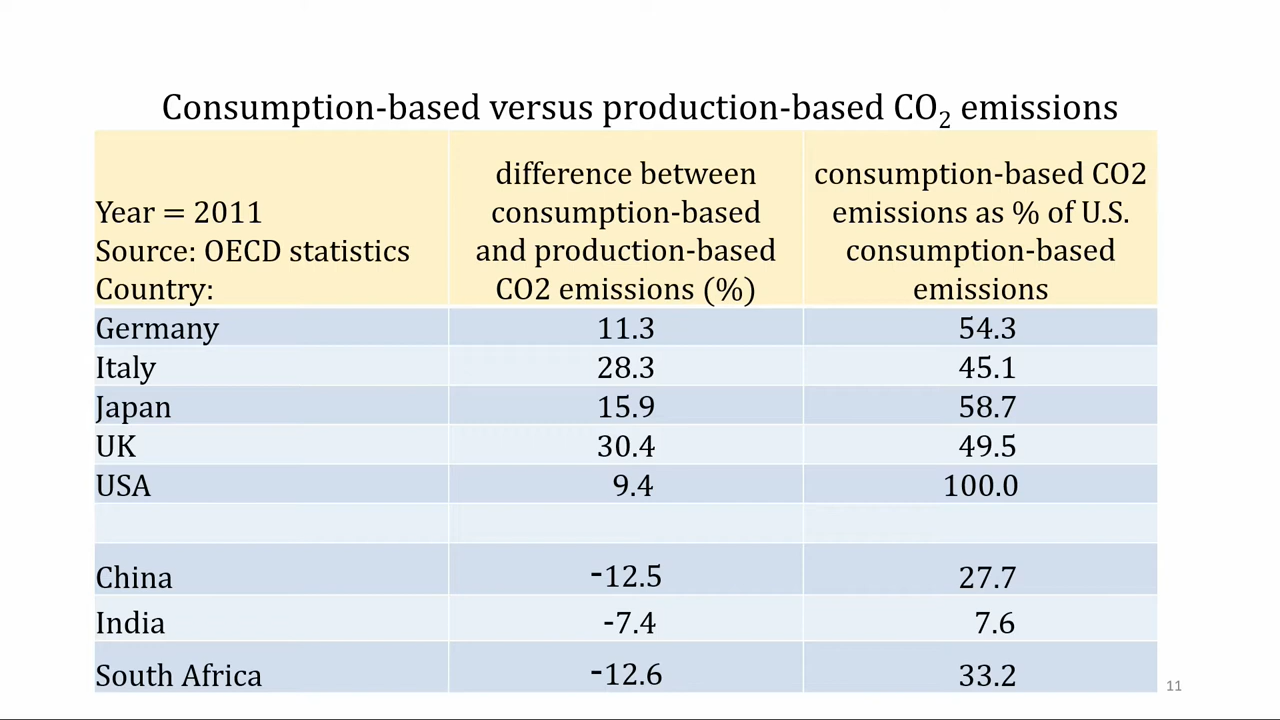 Consumption-based versus production-based CO₂ emissions
Year = 2011
Source: OECD statistics
Country:
difference between
consumption-based
and production-based
CO2 emissions (%)
consumption-based CO2
emissions as % of U.S.
consumption-based
emissions
Germany 11.3 54.3
Italy 28.3 45.1
Japan 15.9 58.7
UK 30.4 49.5
USA 9.4 100.0
China -12.5 27.7
India -7.4 7.6
South Africa -12.6 33.2
11